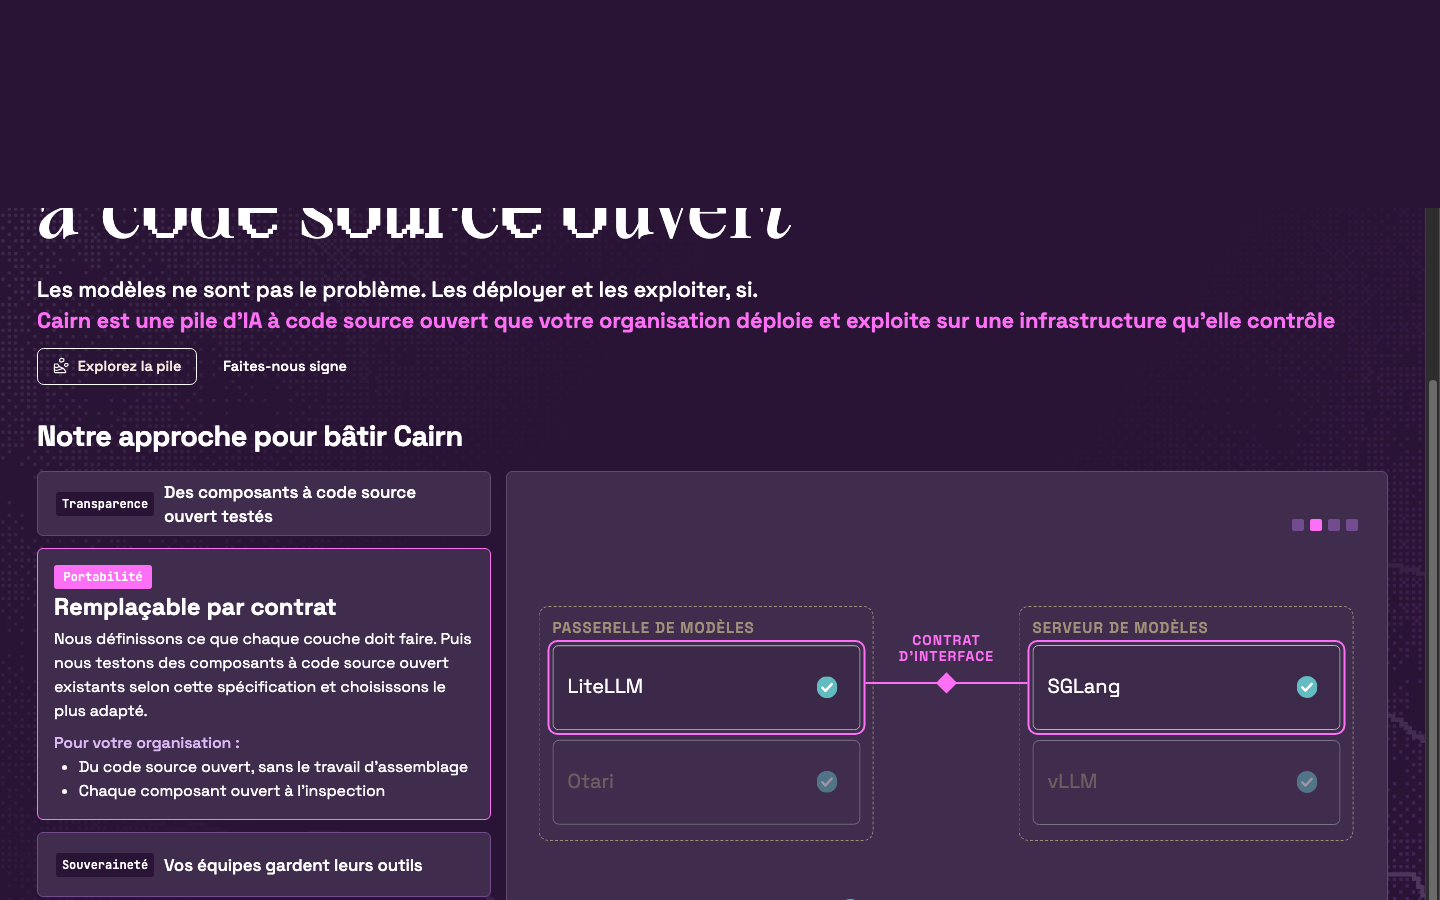 à code source ouvert
Les modèles ne sont pas le problème. Les déployer et les exploiter, si.
Cairn est une pile d’IA à code source ouvert que votre organisation déploie et exploite sur une infrastructure qu’elle contrôle
Explorez la pile
Faites-nous signe
Notre approche pour bâtir Cairn
Transparence
Des composants à code source
ouvert testés
Portabilité
Remplaçable par contrat
Nous définissons ce que chaque couche doit faire. Puis
nous testons des composants à code source ouvert
existants selon cette spécification et choisissons le
plus adapté.
Pour votre organisation :
• Du code source ouvert, sans le travail d’assemblage
• Chaque composant ouvert à l’inspection
Souveraineté
Vos équipes gardent leurs outils
PASSERELLE DE MODÈLES
LiteLLM
Otari
CONTRAT
D’INTERFACE
SERVEUR DE MODÈLES
SGLang
vLLM